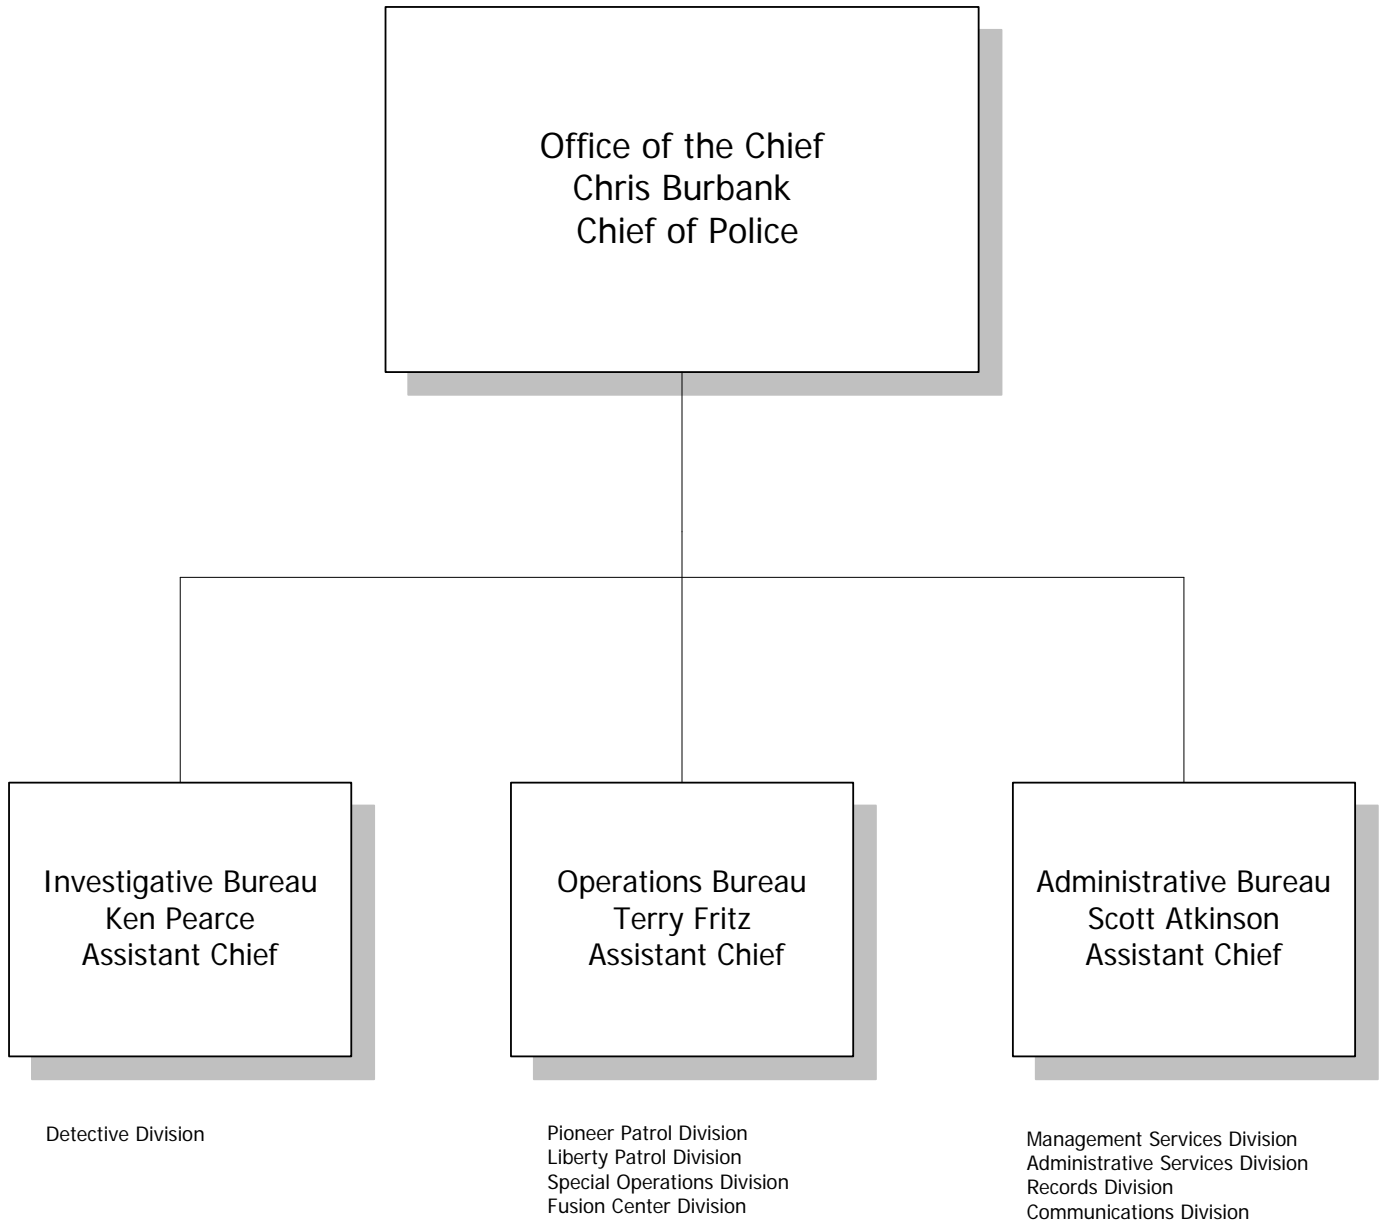 Office of the Chief
Chris Burbank
Chief of Police
Investigative Bureau
Ken Pearce
Assistant Chief
Operations Bureau
Terry Fritz
Assistant Chief
Administrative Bureau
Scott Atkinson
Assistant Chief
Detective Division
Pioneer Patrol Division
Liberty Patrol Division
Special Operations Division
Fusion Center Division
Management Services Division
Administrative Services Division
Records Division
Communications Division